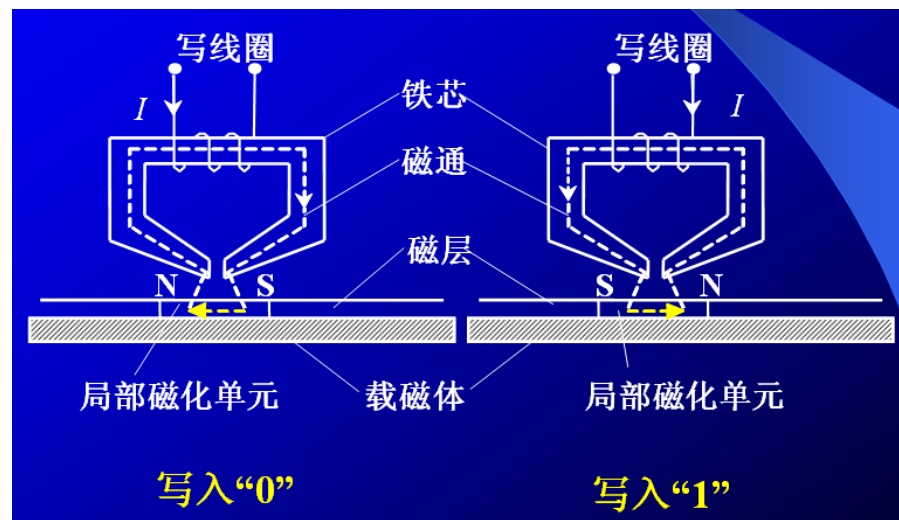 写线圈 写线圈
I I
铁芯
磁通
磁层
N S S N
局部磁化单元 载磁体 局部磁化单元
写入“0” 写入“1”